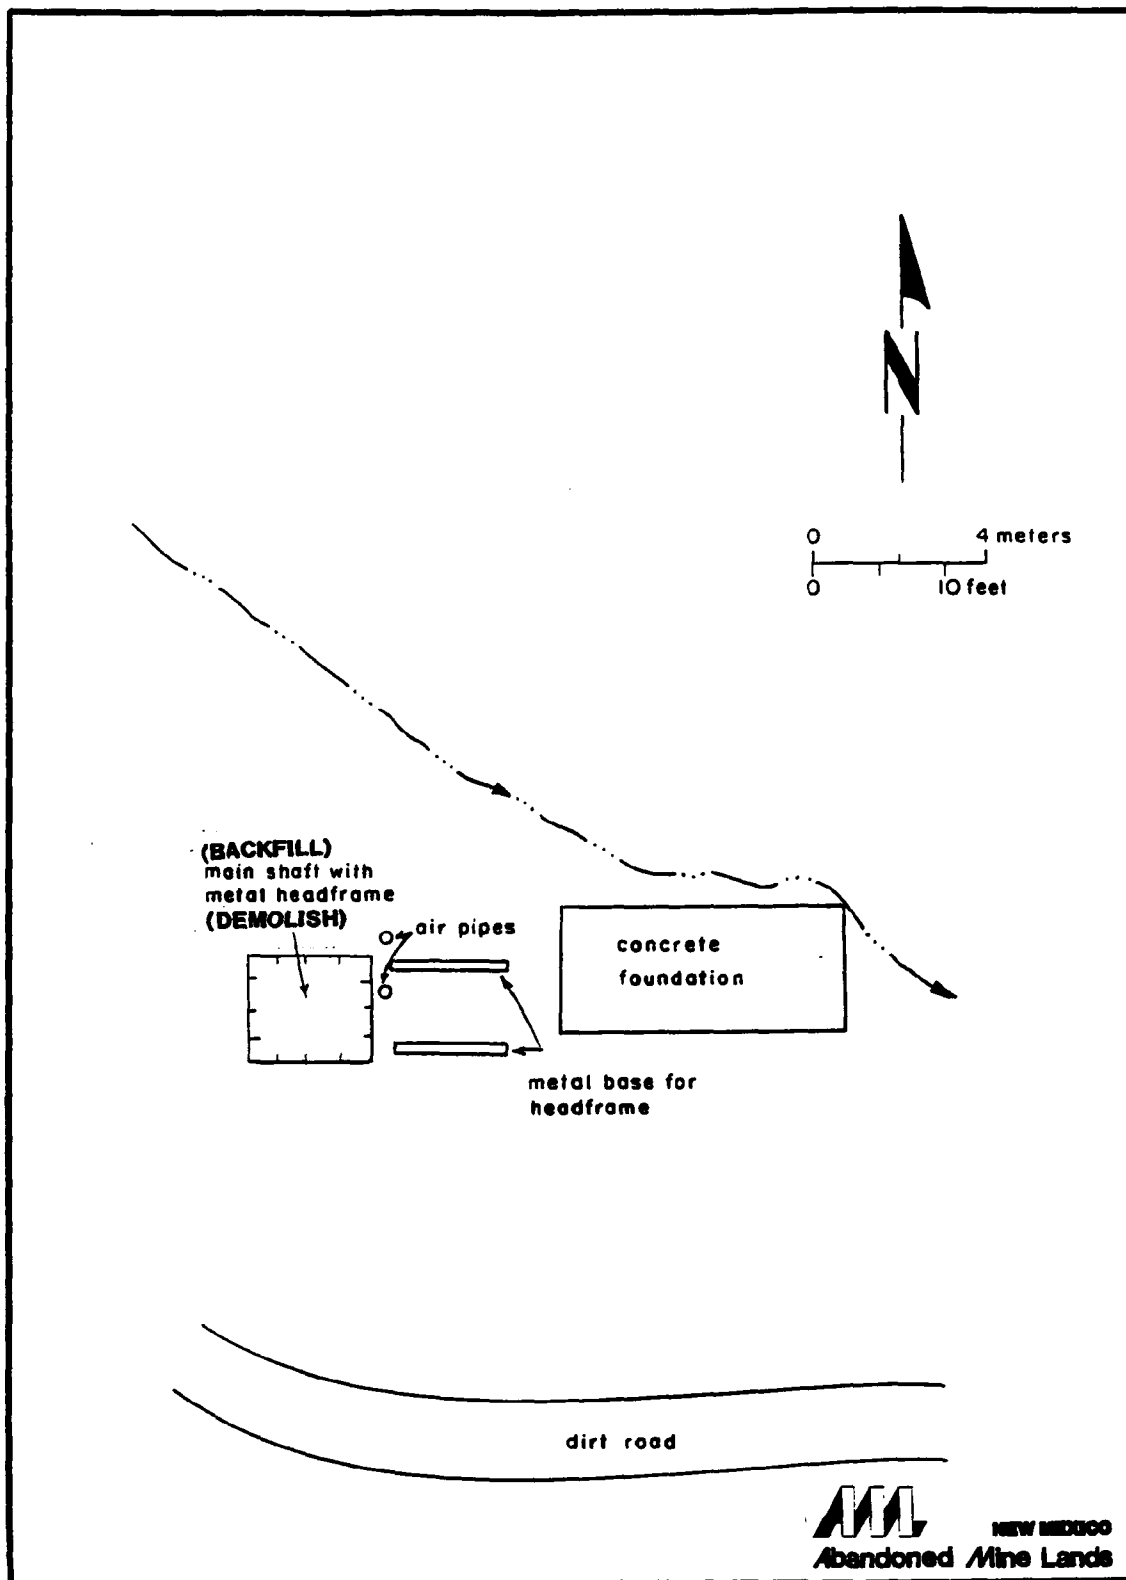 N
0 4 meters
0 10 feet
(BACKFILL)
main shaft with
metal headframe
(DEMOLISH)
air pipes
concrete
foundation
metal base for
headframe
dirt road
AML
NEW MEXICO
Abandoned Mine Lands